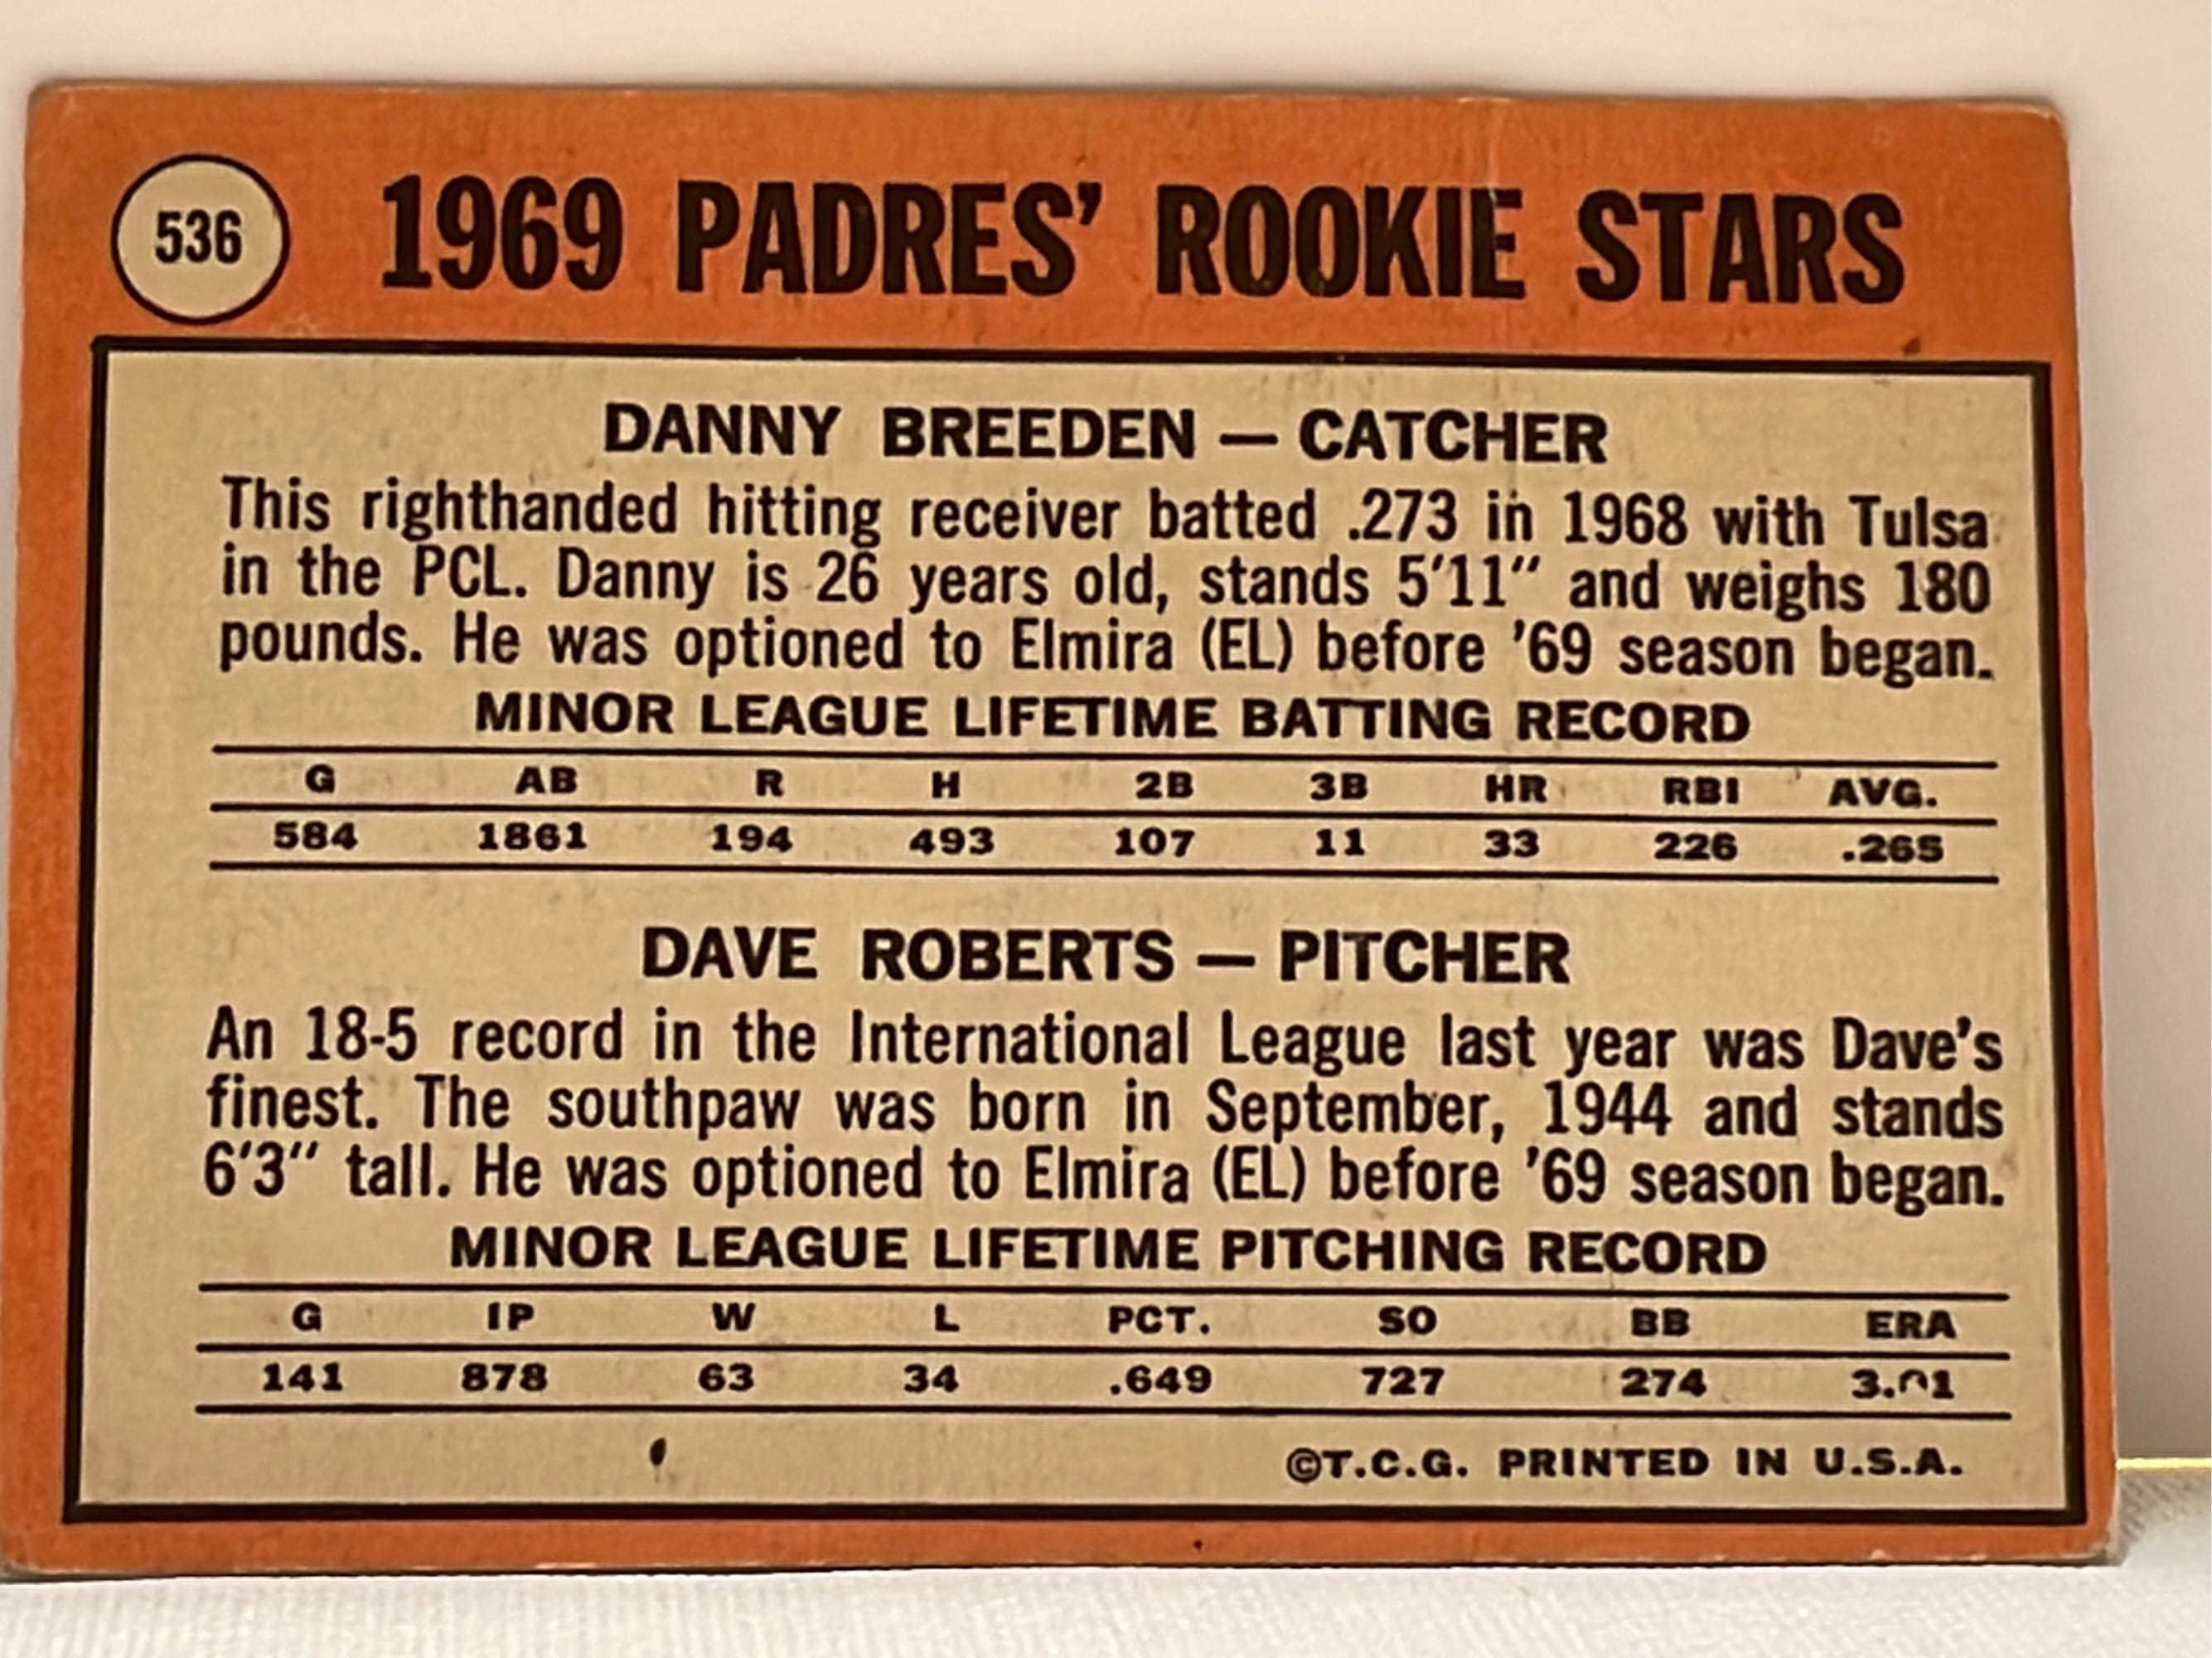 536
1969 PADRES' ROOKIE STARS
DANNY BREEDEN — CATCHER
This righthanded hitting receiver batted .273 in 1968 with Tulsa
in the PCL. Danny is 26 years old, stands 5'11" and weighs 180
pounds. He was optioned to Elmira (EL) before '69 season began.
MINOR LEAGUE LIFETIME BATTING RECORD
G AB R H 2B 3B HR RBI AVG.
584 1861 194 493 107 11 33 226 .265
DAVE ROBERTS — PITCHER
An 18-5 record in the International League last year was Dave's
finest. The southpaw was born in September, 1944 and stands
6'3" tall. He was optioned to Elmira (EL) before '69 season began.
MINOR LEAGUE LIFETIME PITCHING RECORD
G IP W L PCT. SO BB ERA
141 878 63 34 .649 727 274
©T.C.G. PRINTED IN U.S.A.